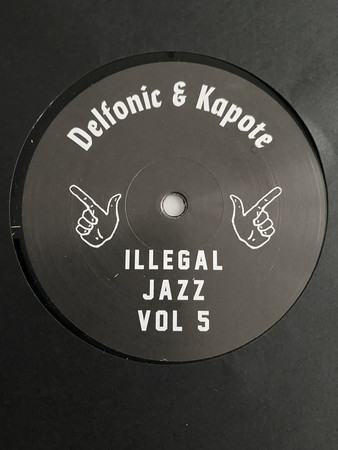 Delfonic & Kapote
ILLEGAL
JAZZ
VOL 5